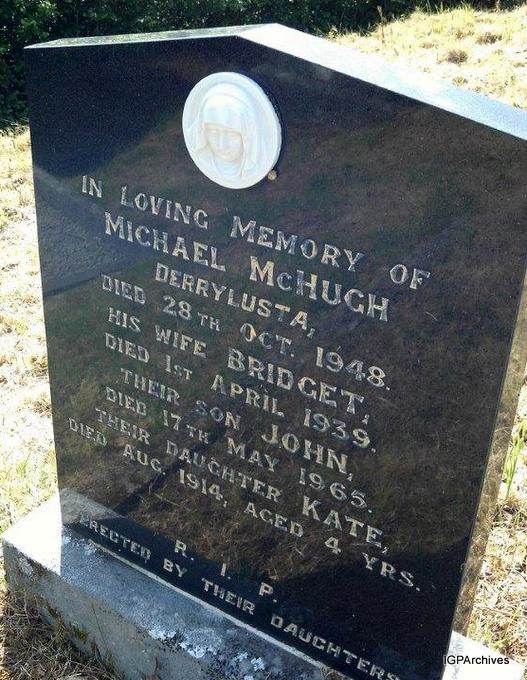 IN LOVING MEMORY OF
MICHAEL McHUGH
DERRYLUSTA,
DIED 28TH OCT. 1948.
HIS WIFE BRIDGET,
DIED 1ST APRIL 1939.
THEIR SON JOHN,
DIED 17TH MAY 1965.
THEIR DAUGHTER KATE,
DIED AUG. 1914, AGED 4 YRS.
R. I. P.
ERECTED BY THEIR DAUGHTERS
IGPArchives